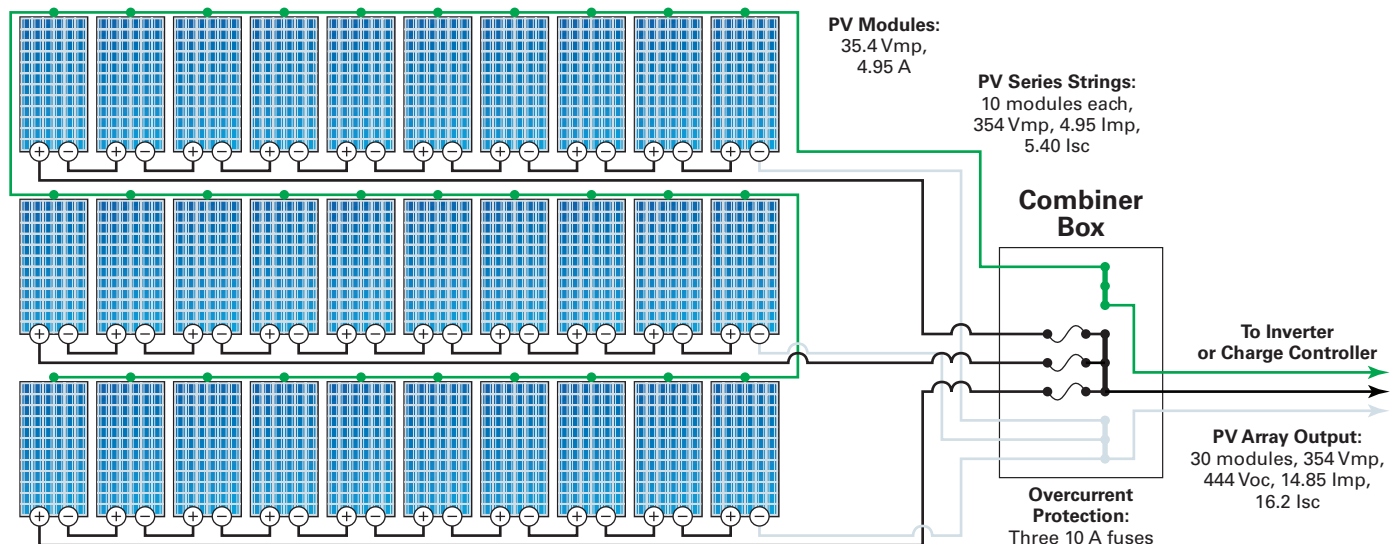 PV Modules:
35.4 Vmp,
4.95 A
PV Series Strings:
10 modules each,
354 Vmp, 4.95 Imp,
5.40 Isc
Combiner
Box
To Inverter
or Charge Controller
PV Array Output:
30 modules, 354 Vmp,
444 Voc, 14.85 Imp,
16.2 Isc
Overcurrent
Protection:
Three 10 A fuses
+ − + − + − + − + − + − + − + − + − + −
+ − + − + − + − + − + − + − + − + − + −
+ − + − + − + − + − + − + − + − + − + −